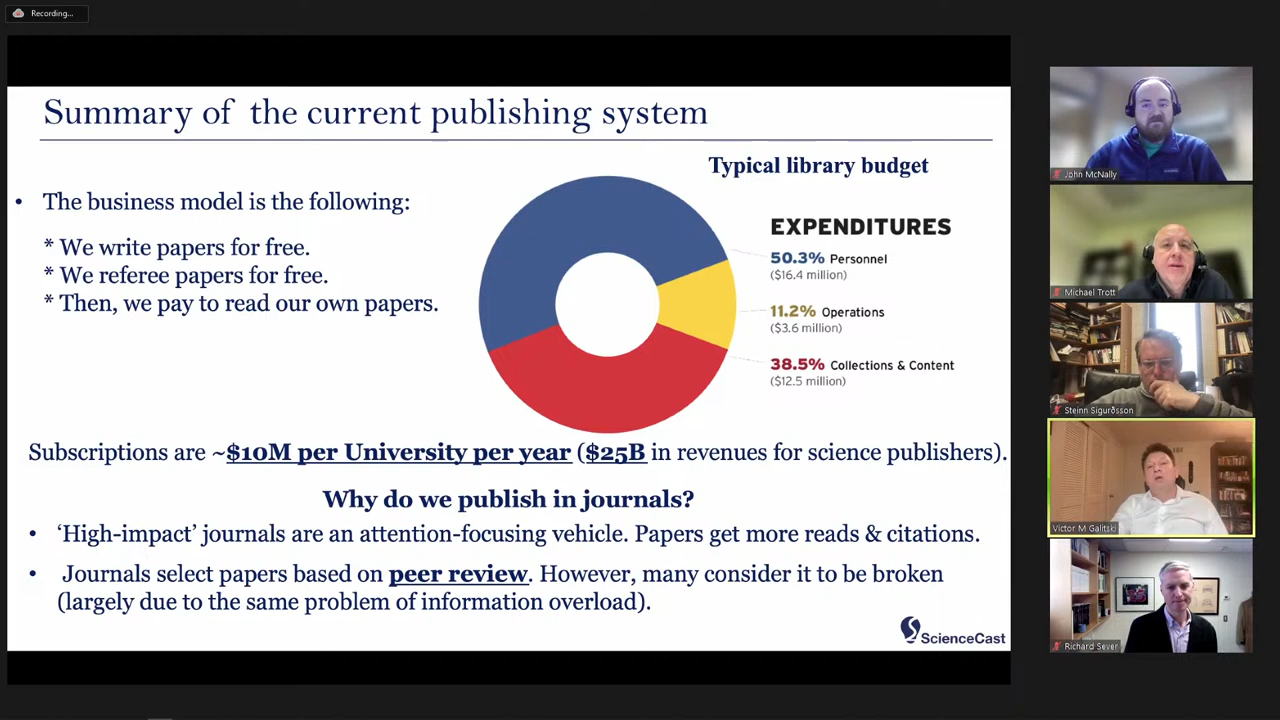 Recording...
Summary of the current publishing system
Typical library budget
• The business model is the following:
* We write papers for free.
* We referee papers for free.
* Then, we pay to read our own papers.
EXPENDITURES
50.3% Personnel
($16.4 million)
11.2% Operations
($3.6 million)
38.5% Collections & Content
($12.5 million)
Subscriptions are ~$10M per University per year ($25B in revenues for science publishers).
Why do we publish in journals?
• ‘High-impact’ journals are an attention-focusing vehicle. Papers get more reads & citations.
• Journals select papers based on peer review. However, many consider it to be broken
(largely due to the same problem of information overload).
ScienceCast
John McNally
Michael Trott
Steinn Sigurðsson
Victor M Galitski
Richard Sever